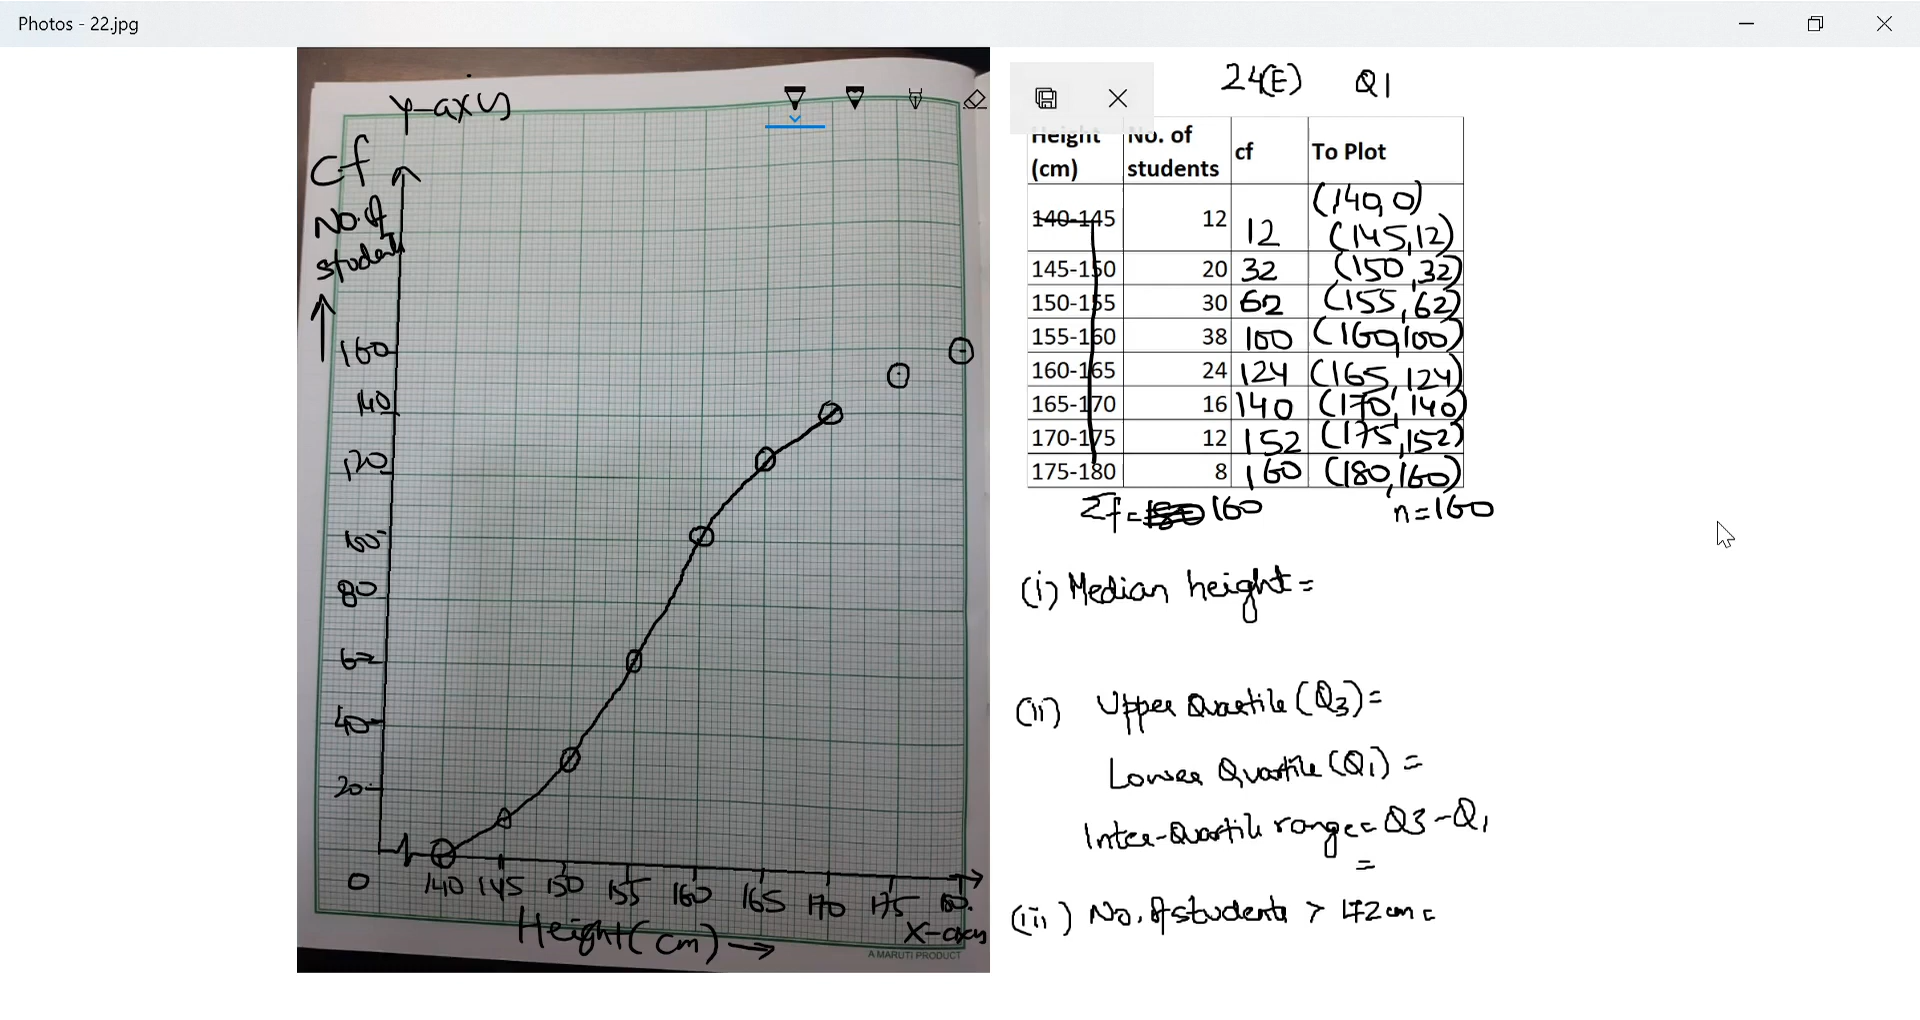 Photos - 22.jpg
24(E) Q1
Y-axis
Cf
No. of
students
160
140
120
100
80
60
40
20
0
140 145 150 155 160 165 170 175 180
Height (cm) →
X-axis
A MARUTI PRODUCT
Height (cm) No. of students cf To Plot
(140,0)
140-145 12 12 (145,12)
145-150 20 32 (150,32)
150-155 30 62 (155,62)
155-160 38 100 (160,100)
160-165 24 124 (165,124)
165-170 16 140 (170,140)
170-175 12 152 (175,152)
175-180 8 160 (180,160)
Σf = 160 n = 160
(i) Median height =
(ii) Upper Quartile (Q3) =
Lower Quartile (Q1) =
Inter-Quartile range = Q3 - Q1
=
(iii) No. of students > 172 cm =